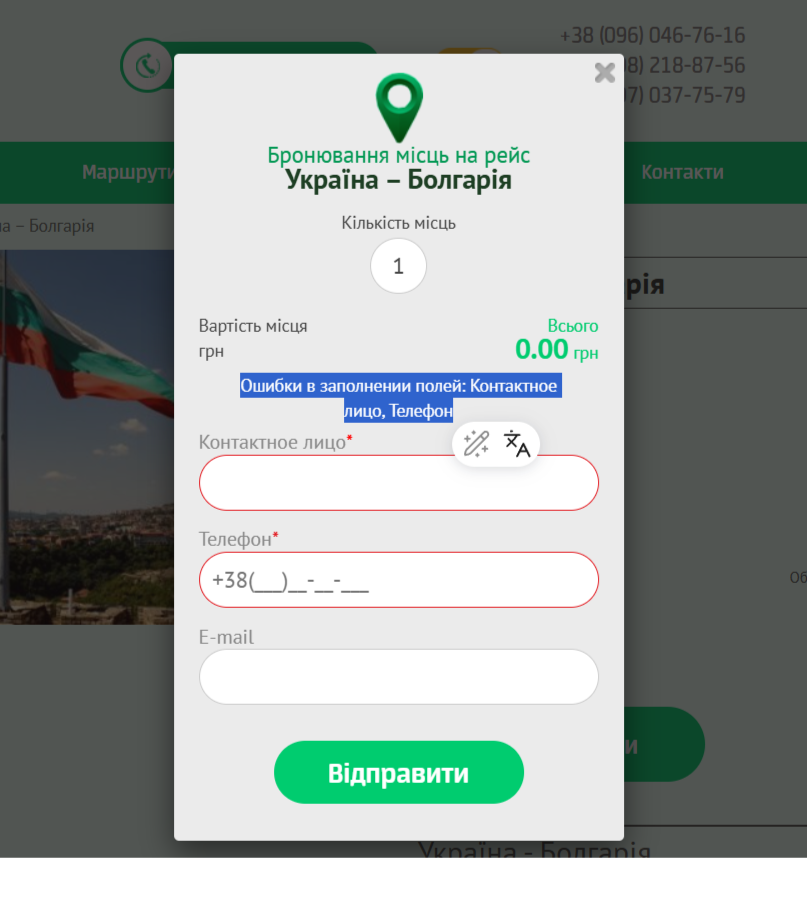 +38 (096) 046-76-16
8) 218-87-56
7) 037-75-79
Маршрути
Контакти
на – Болгарія
рія
Бронювання місць на рейс
Україна – Болгарія
Кількість місць
1
Вартість місця
грн
Всього
0.00 грн
Ошибки в заполнении полей: Контактное
лицо, Телефон
Контактное лицо*
Телефон*
+38(___)__-__-___
E-mail
Відправити
Об
и
Україна - Болгарія